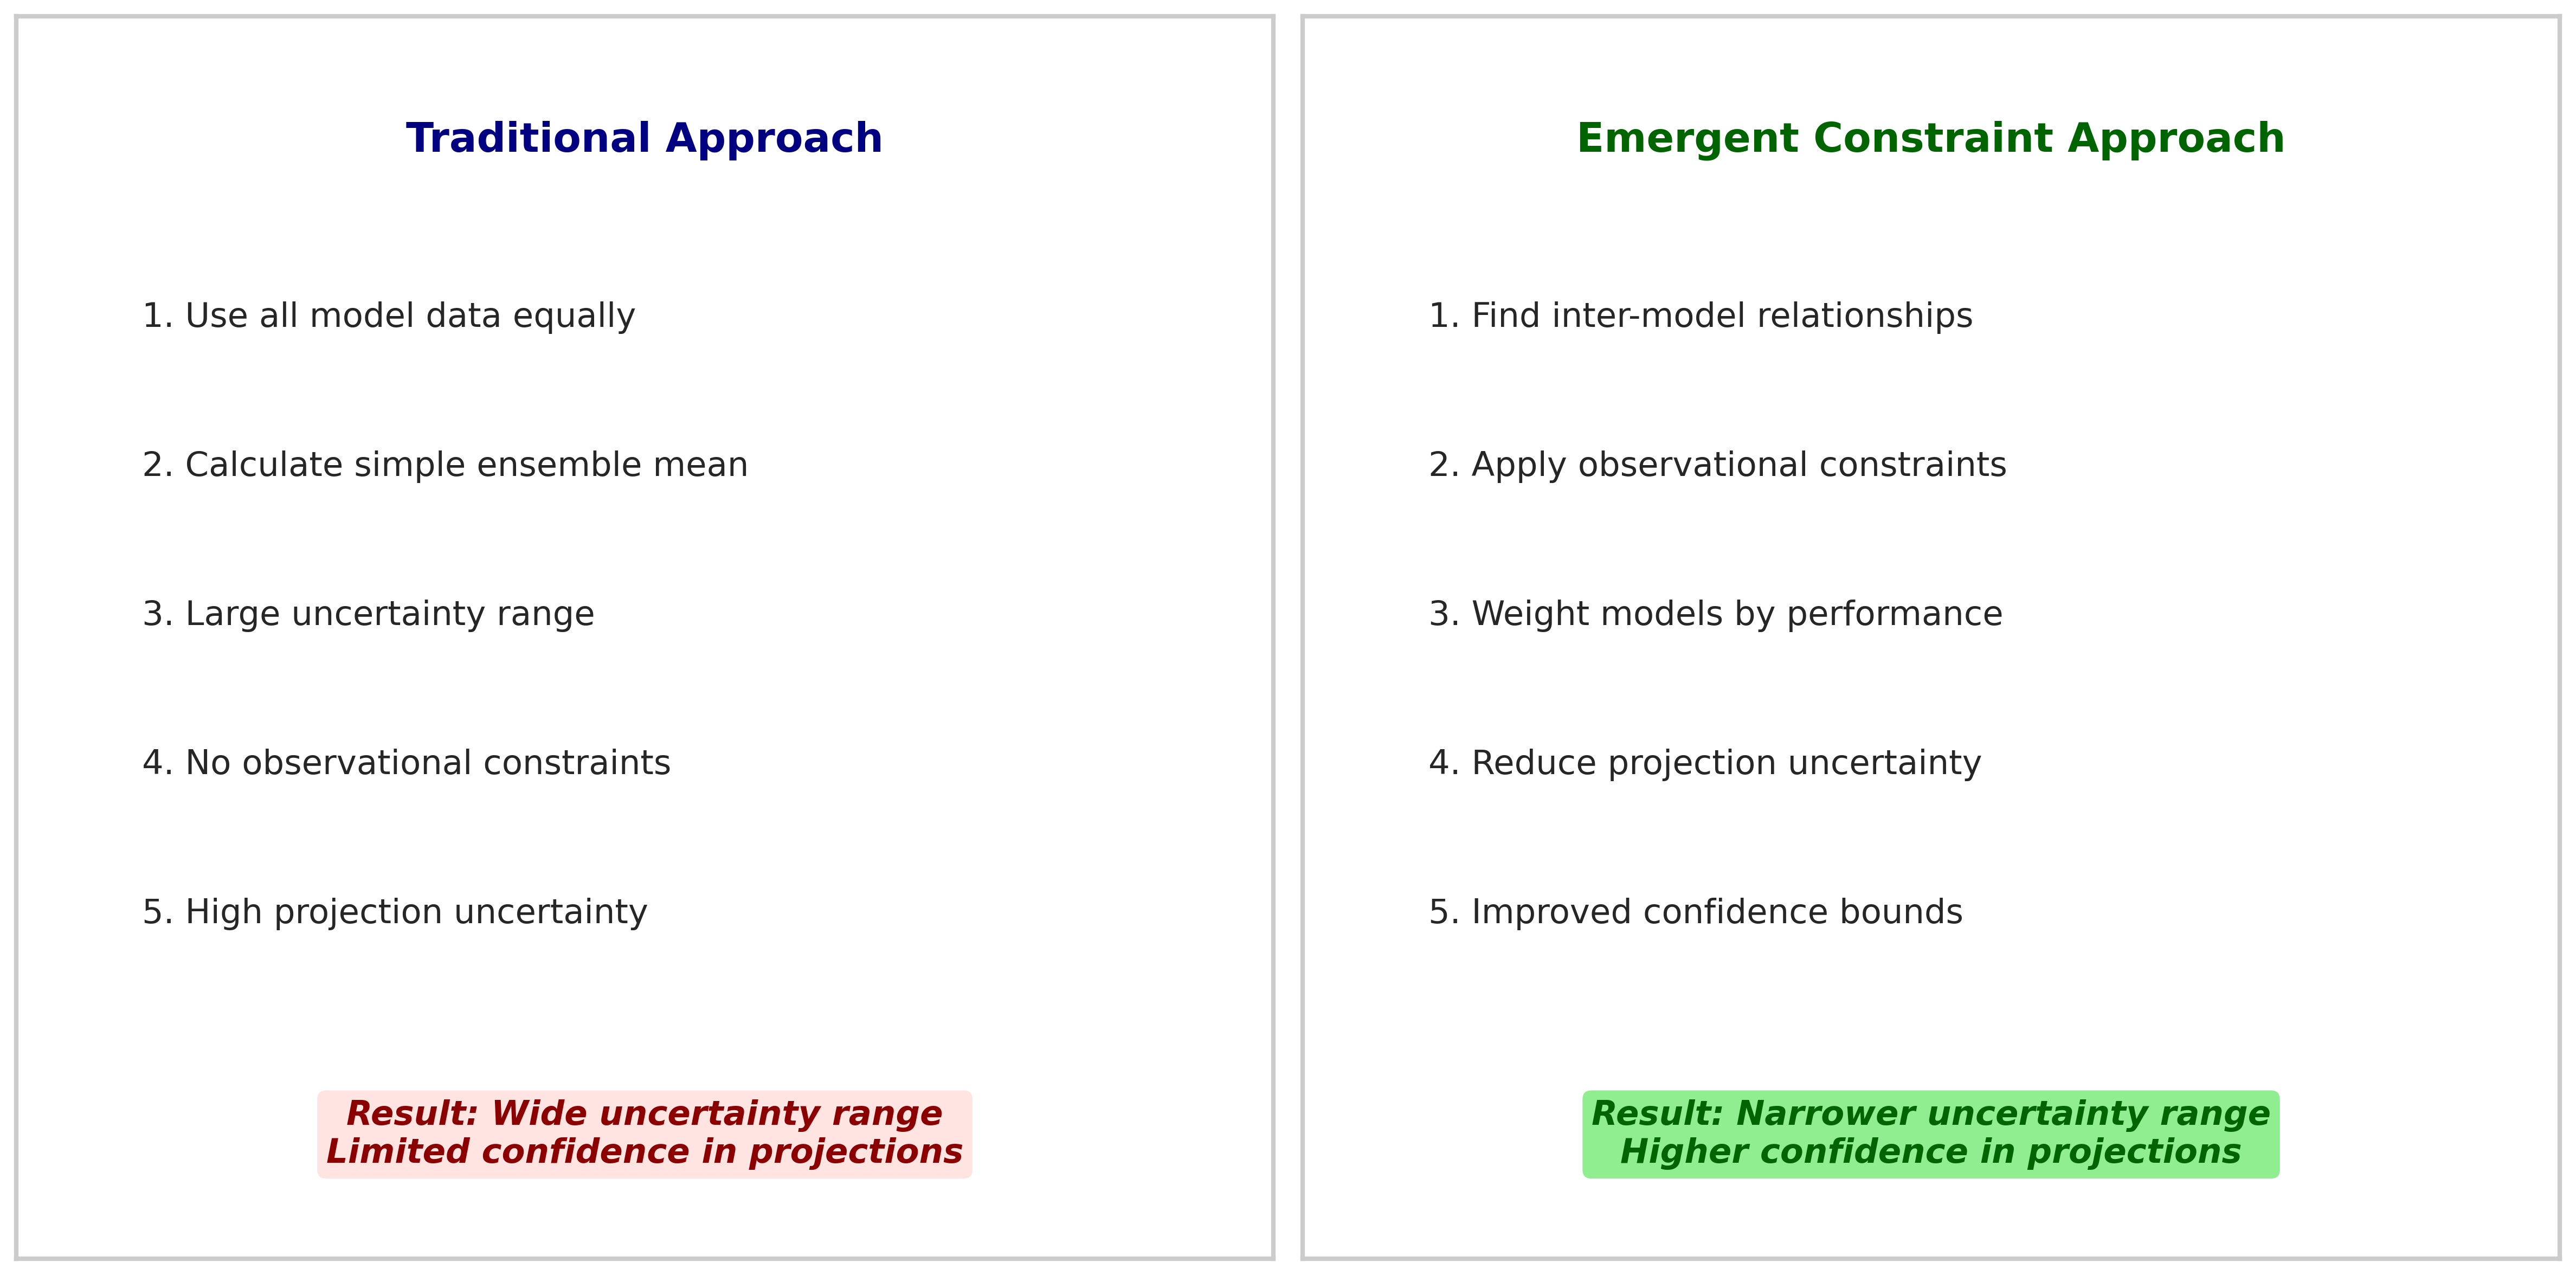 Traditional Approach
1. Use all model data equally
2. Calculate simple ensemble mean
3. Large uncertainty range
4. No observational constraints
5. High projection uncertainty
Result: Wide uncertainty range
Limited confidence in projections
Emergent Constraint Approach
1. Find inter-model relationships
2. Apply observational constraints
3. Weight models by performance
4. Reduce projection uncertainty
5. Improved confidence bounds
Result: Narrower uncertainty range
Higher confidence in projections